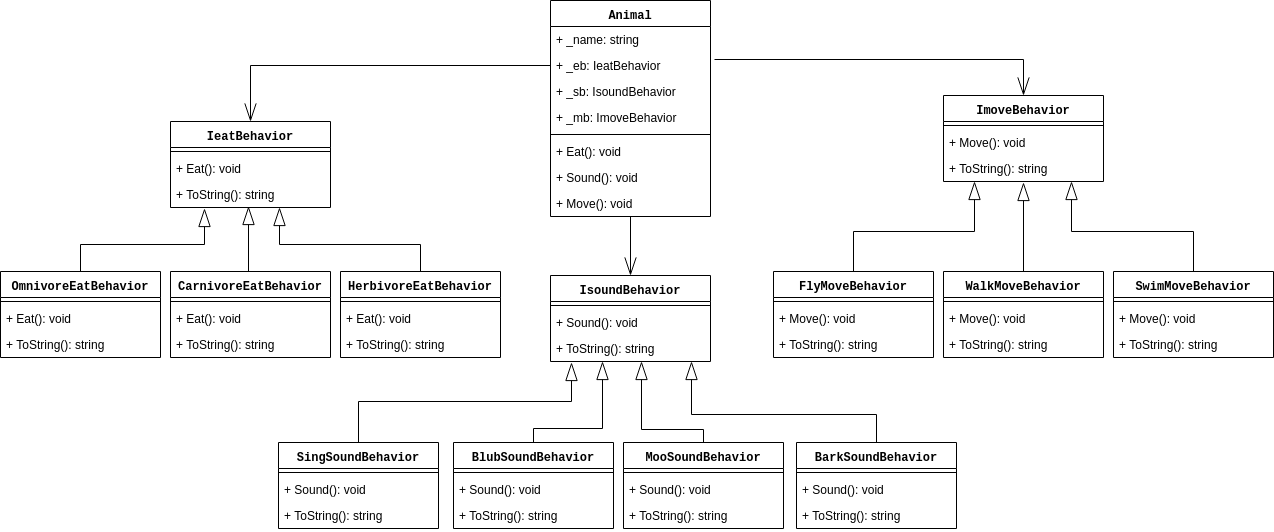 Animal
+ _name: string
+ _eb: IeatBehavior
+ _sb: IsoundBehavior
+ _mb: ImoveBehavior
+ Eat(): void
+ Sound(): void
+ Move(): void
IeatBehavior
+ Eat(): void
+ ToString(): string
ImoveBehavior
+ Move(): void
+ ToString(): string
OmnivoreEatBehavior
+ Eat(): void
+ ToString(): string
CarnivoreEatBehavior
+ Eat(): void
+ ToString(): string
HerbivoreEatBehavior
+ Eat(): void
+ ToString(): string
IsoundBehavior
+ Sound(): void
+ ToString(): string
FlyMoveBehavior
+ Move(): void
+ ToString(): string
WalkMoveBehavior
+ Move(): void
+ ToString(): string
SwimMoveBehavior
+ Move(): void
+ ToString(): string
SingSoundBehavior
+ Sound(): void
+ ToString(): string
BlubSoundBehavior
+ Sound(): void
+ ToString(): string
MooSoundBehavior
+ Sound(): void
+ ToString(): string
BarkSoundBehavior
+ Sound(): void
+ ToString(): string